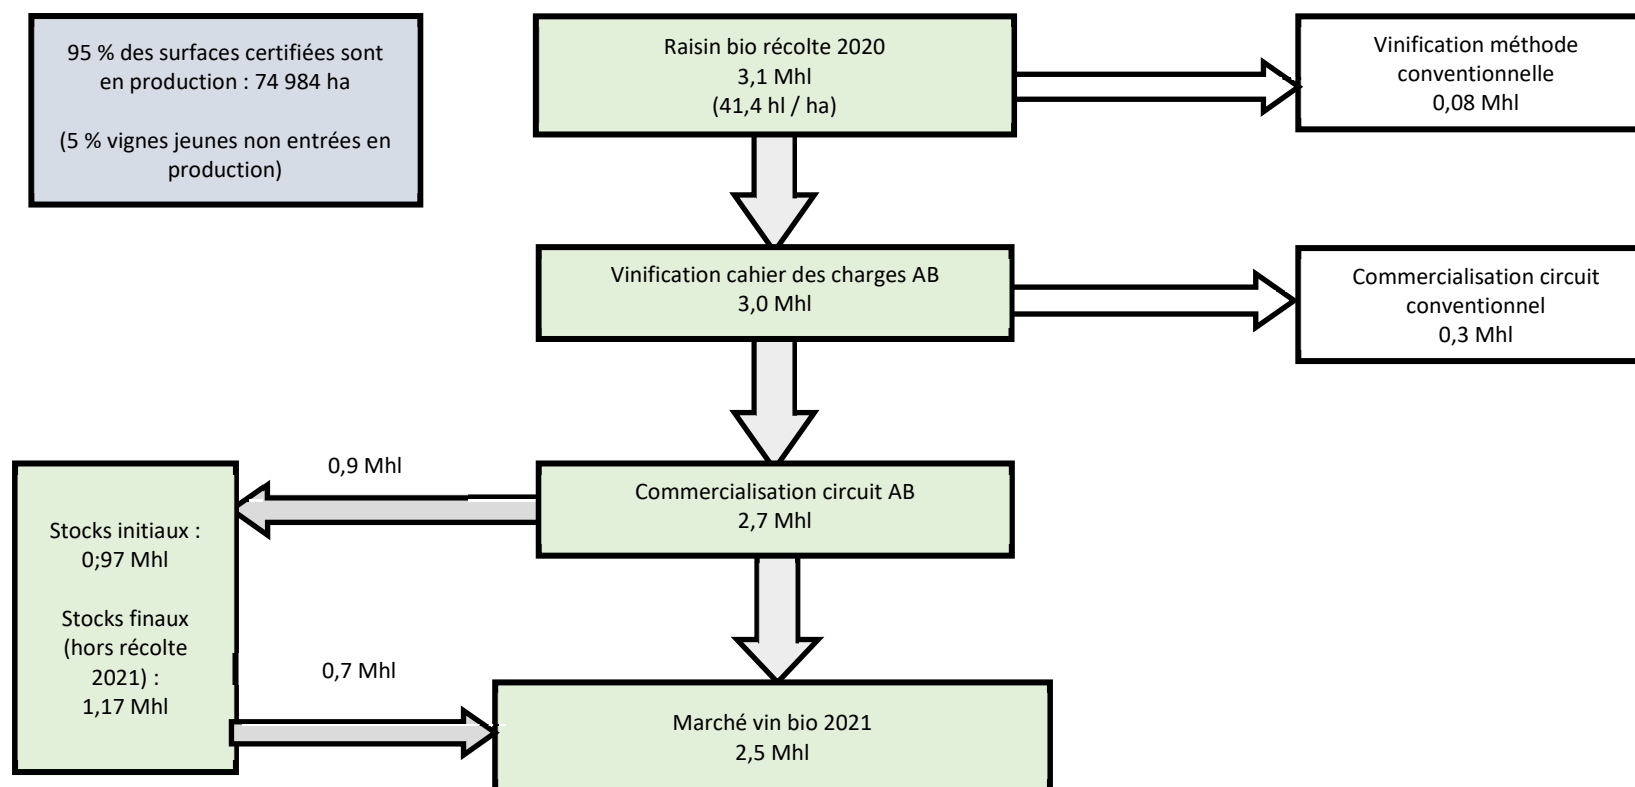 95 % des surfaces certifiées sont
en production : 74 984 ha
(5 % vignes jeunes non entrées en
production)
Raisin bio récolte 2020
3,1 Mhl
(41,4 hl / ha)
Vinification méthode
conventionnelle
0,08 Mhl
Vinification cahier des charges AB
3,0 Mhl
Commercialisation circuit
conventionnel
0,3 Mhl
0,9 Mhl
Commercialisation circuit AB
2,7 Mhl
Stocks initiaux :
0;97 Mhl
Stocks finaux
(hors récolte
2021) :
1,17 Mhl
0,7 Mhl
Marché vin bio 2021
2,5 Mhl